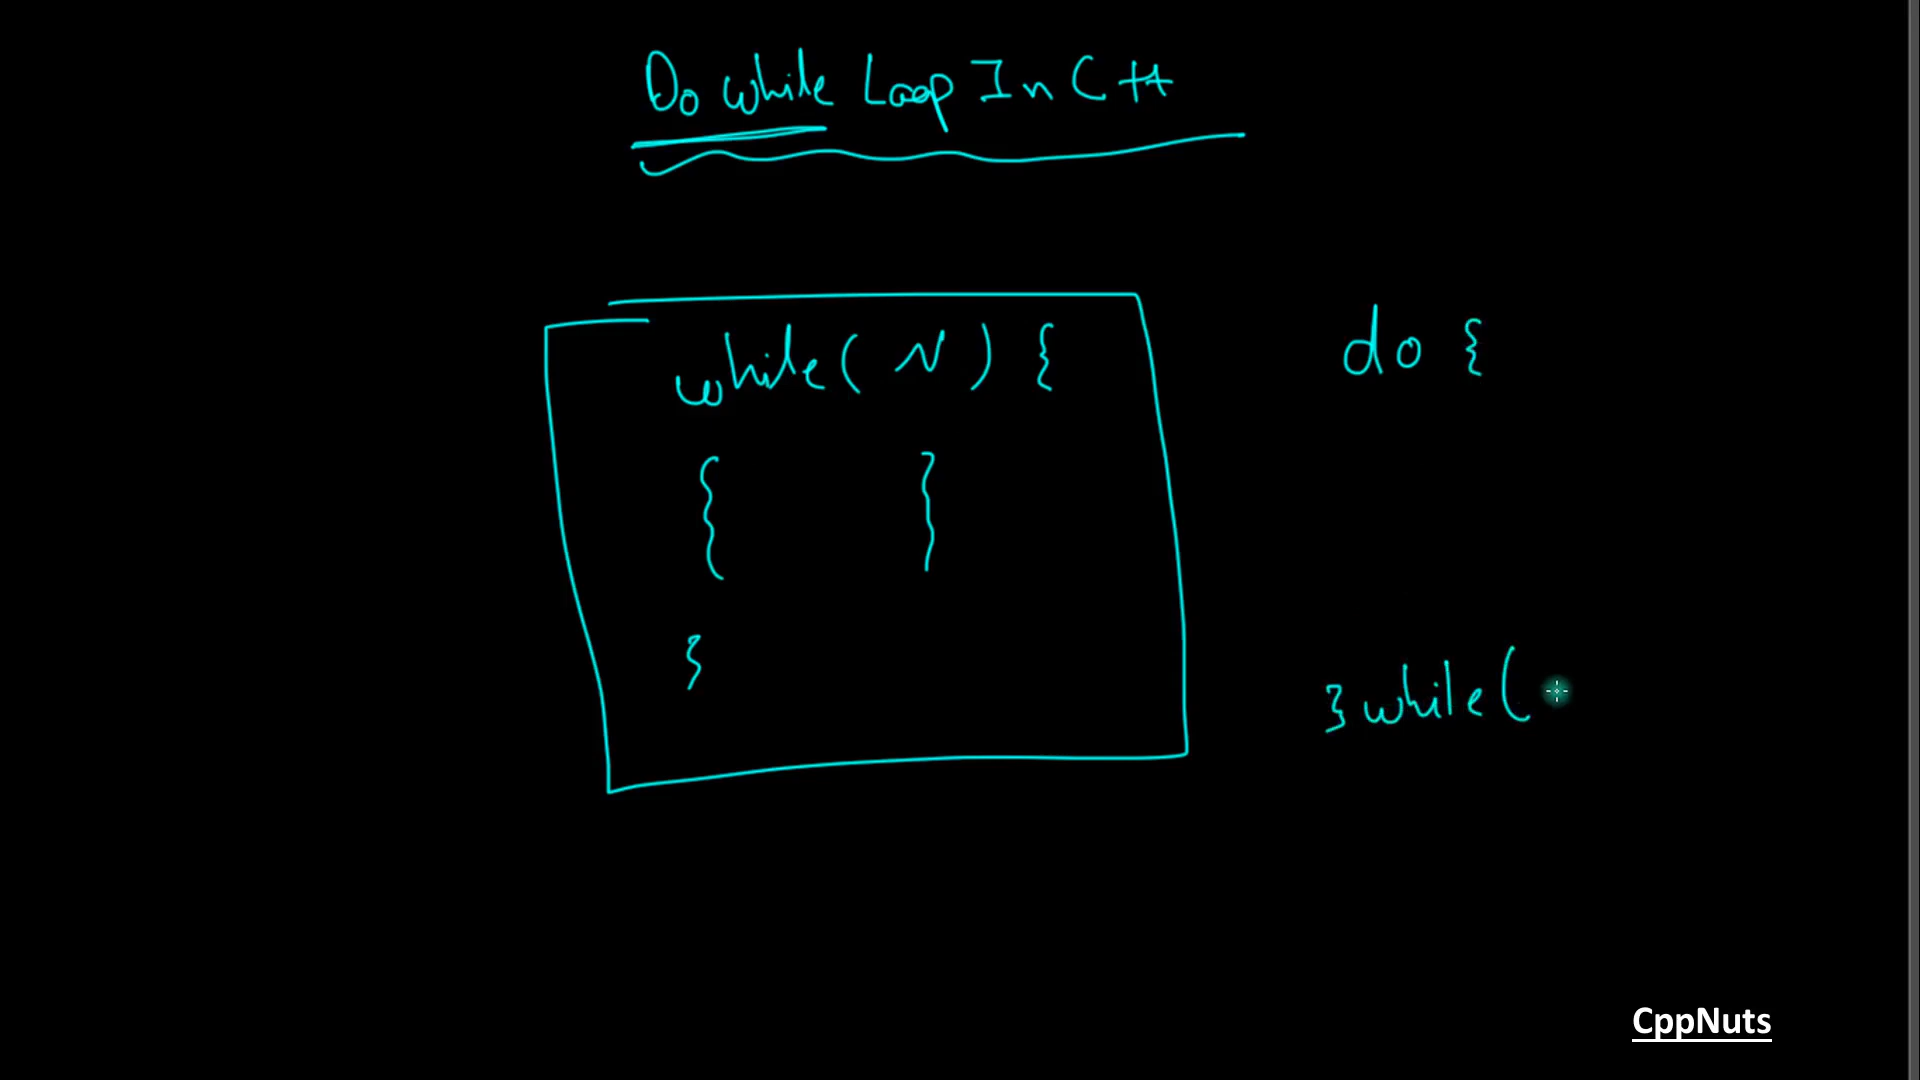 Do while Loop In C++
while ( N ) {
{ }
}
do {
} while (
CppNuts